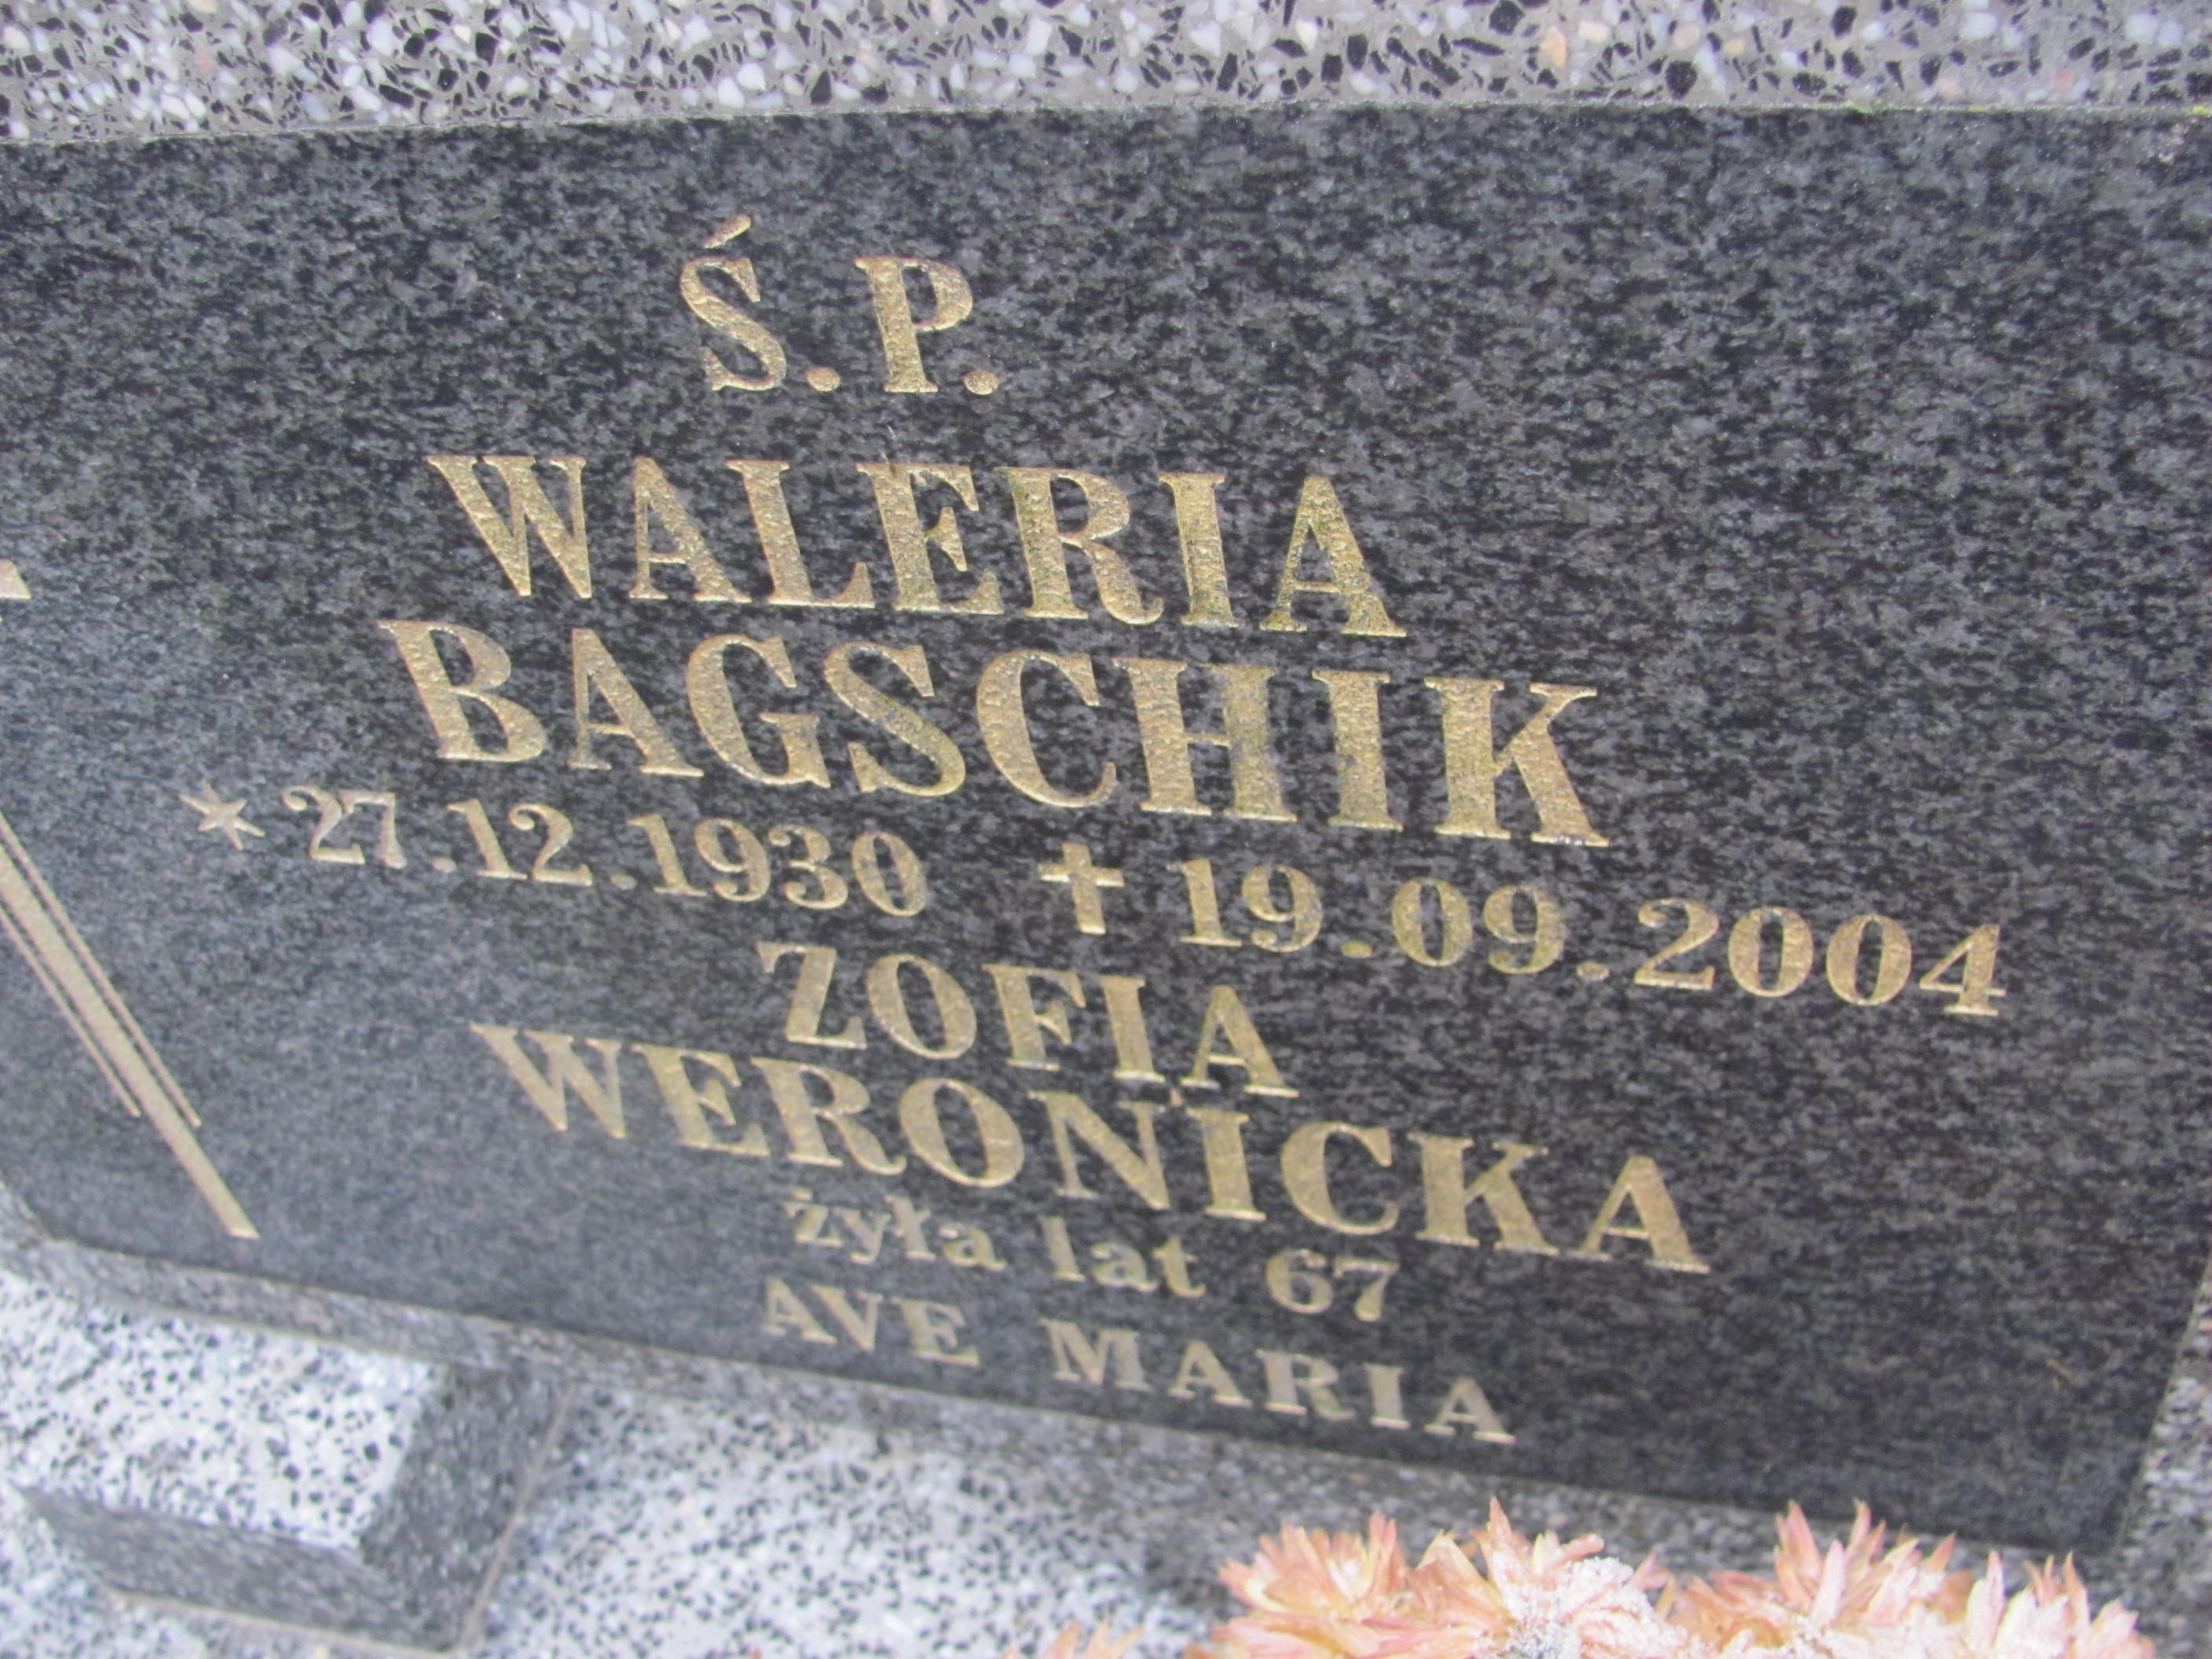 Ś.P.
WALERIA
BAGSCHIK
* 27.12.1930 † 19.09.2004
ZOFIA
WERONICKA
żyła lat 67
AVE MARIA